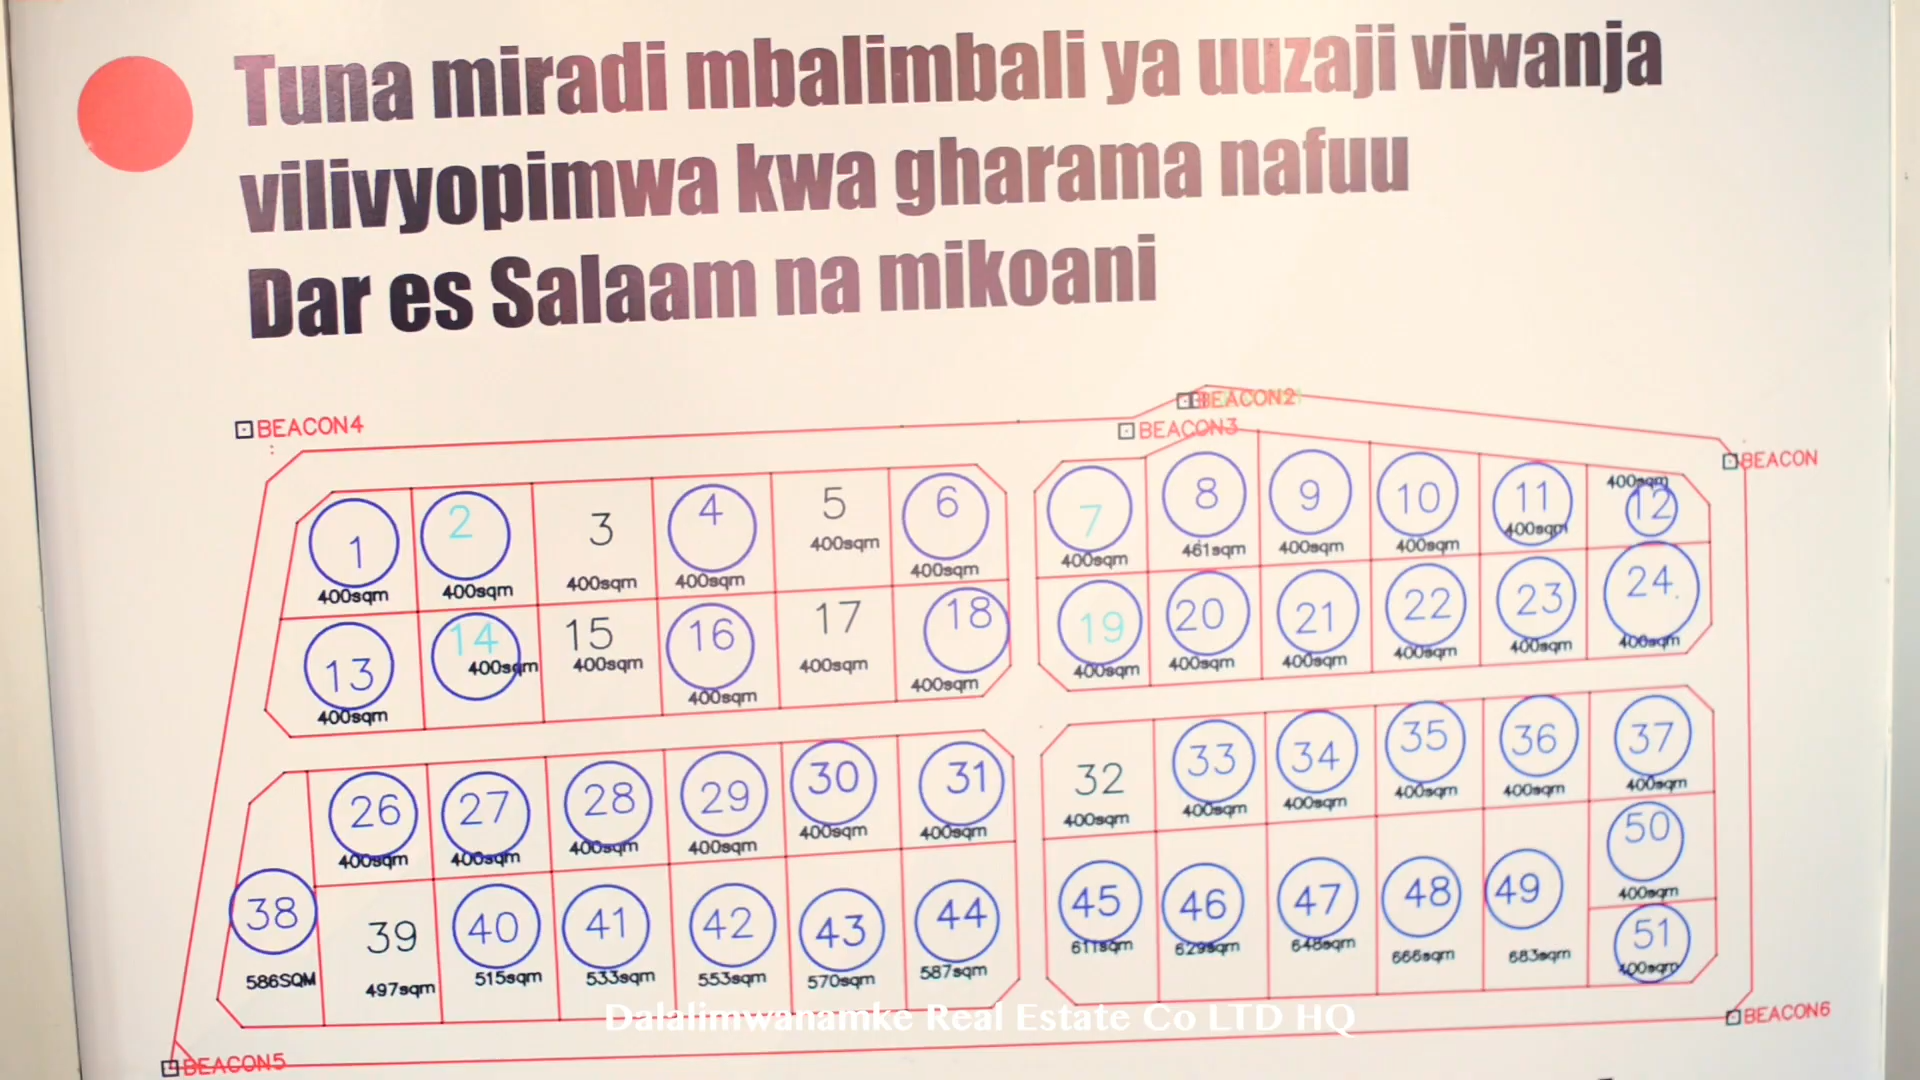 Tuna miradi mbalimbali ya uuzaji viwanja
vilivyopimwa kwa gharama nafuu
Dar es Salaam na mikoani
BEACON2
BEACON4
BEACON3
BEACON
1 2 3 4 5 6 7 8 9 10 11 12
400sqm 400sqm 400sqm 400sqm 400sqm 400sqm 400sqm 461sqm 400sqm 400sqm 400sqm 400sqm
13 14 15 16 17 18 19 20 21 22 23 24
400sqm 400sqm 400sqm 400sqm 400sqm 400sqm 400sqm 400sqm 400sqm 400sqm 400sqm 400sqm
26 27 28 29 30 31 32 33 34 35 36 37
400sqm 400sqm 400sqm 400sqm 400sqm 400sqm 400sqm 400sqm 400sqm 400sqm 400sqm 400sqm
50
400sqm
38 39 40 41 42 43 44 45 46 47 48 49 51
586SQM 497sqm 515sqm 533sqm 553sqm 570sqm 587sqm 611sqm 629sqm 648sqm 666sqm 683sqm 400sqm
Dalalimwanamke Real Estate Co LTD HQ
BEACON6
BEACON5